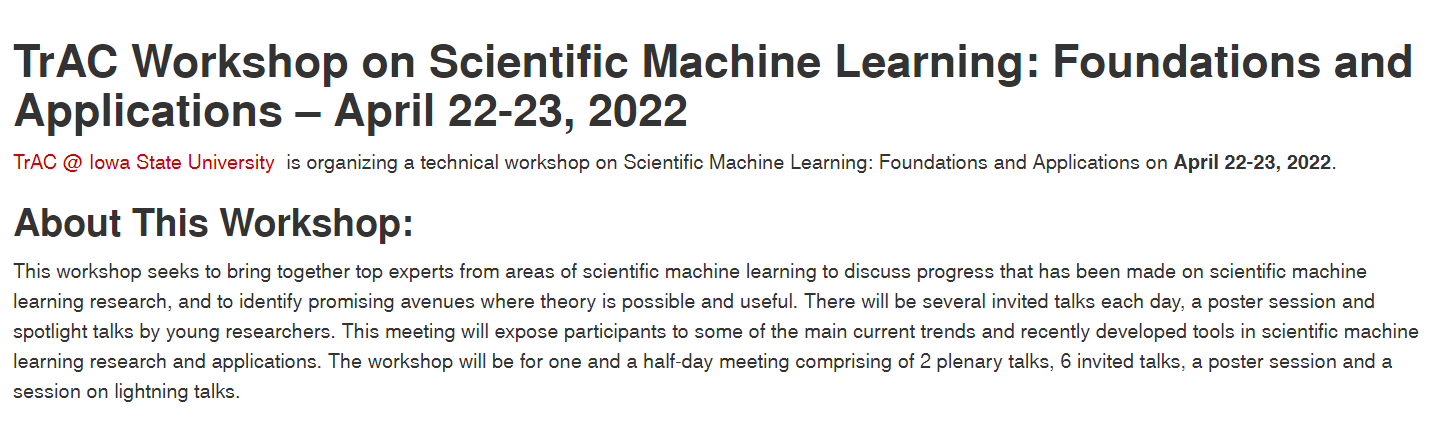 TrAC Workshop on Scientific Machine Learning: Foundations and
Applications – April 22-23, 2022
TrAC @ Iowa State University is organizing a technical workshop on Scientific Machine Learning: Foundations and Applications on April 22-23, 2022.
About This Workshop:
This workshop seeks to bring together top experts from areas of scientific machine learning to discuss progress that has been made on scientific machine
learning research, and to identify promising avenues where theory is possible and useful. There will be several invited talks each day, a poster session and
spotlight talks by young researchers. This meeting will expose participants to some of the main current trends and recently developed tools in scientific machine
learning research and applications. The workshop will be for one and a half-day meeting comprising of 2 plenary talks, 6 invited talks, a poster session and a
session on lightning talks.